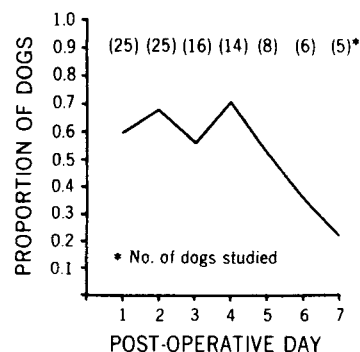 PROPORTION OF DOGS
1.0
0.9
0.8
0.7
0.6
0.5
0.4
0.3
0.2
0.1
(25) (25) (16) (14) (8) (6) (5)*
* No. of dogs studied
1 2 3 4 5 6 7
POST-OPERATIVE DAY